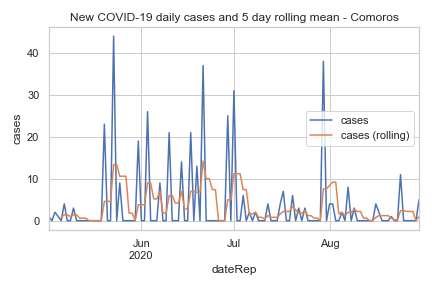 New COVID-19 daily cases and 5 day rolling mean - Comoros
cases
40
30
20
10
0
cases
cases (rolling)
Jun
2020
Jul
Aug
dateRep